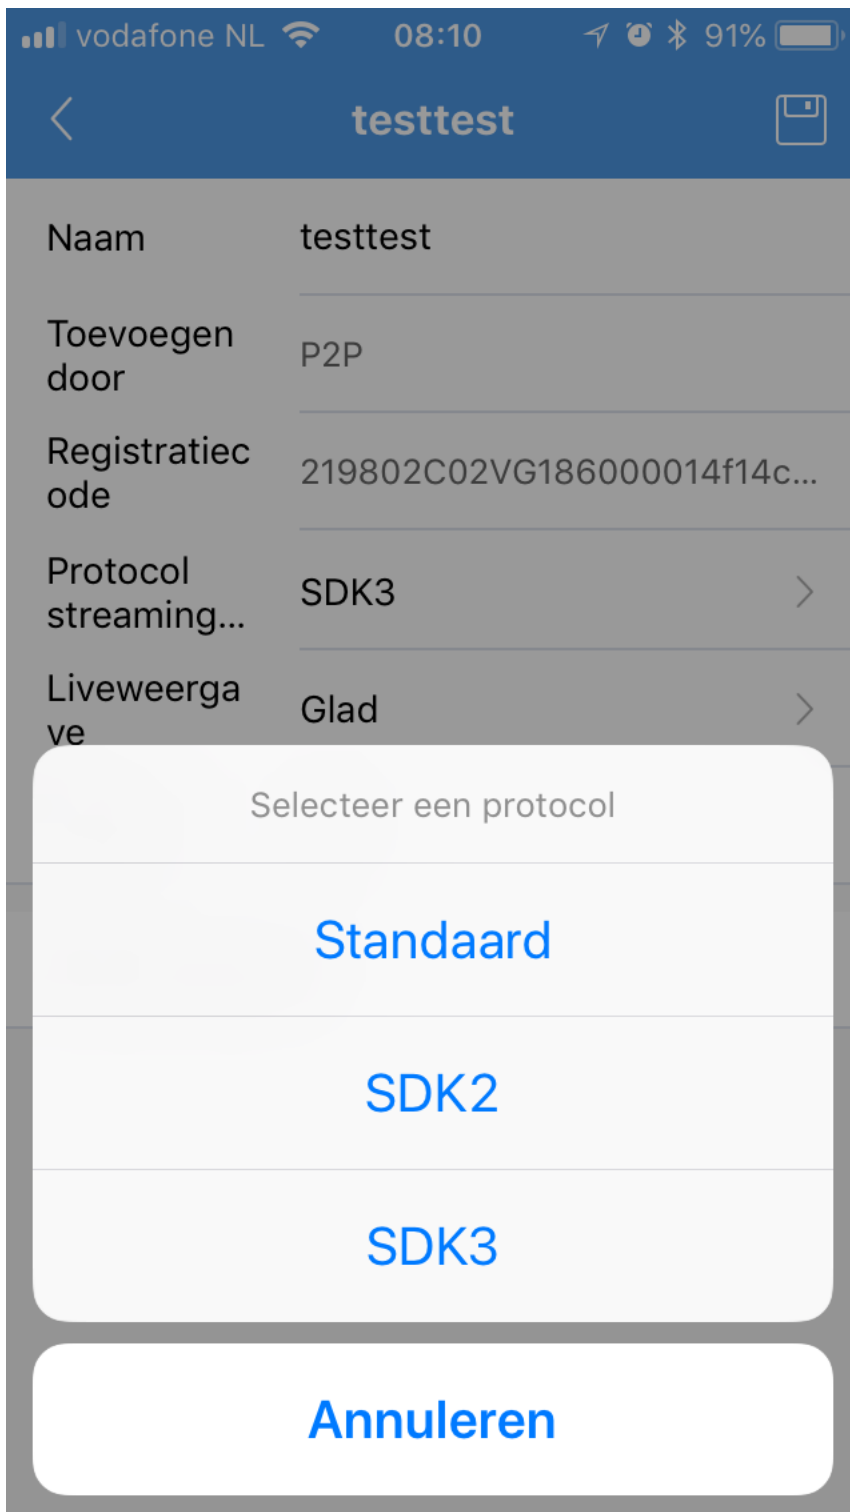 vodafone NL 08:10 91%
testtest
Naam testtest
Toevoegen
door
P2P
Registratiec
ode
219802C02VG186000014f14c...
Protocol
streaming...
SDK3
Liveweerga
ve
Glad
Selecteer een protocol
Standaard
SDK2
SDK3
Annuleren